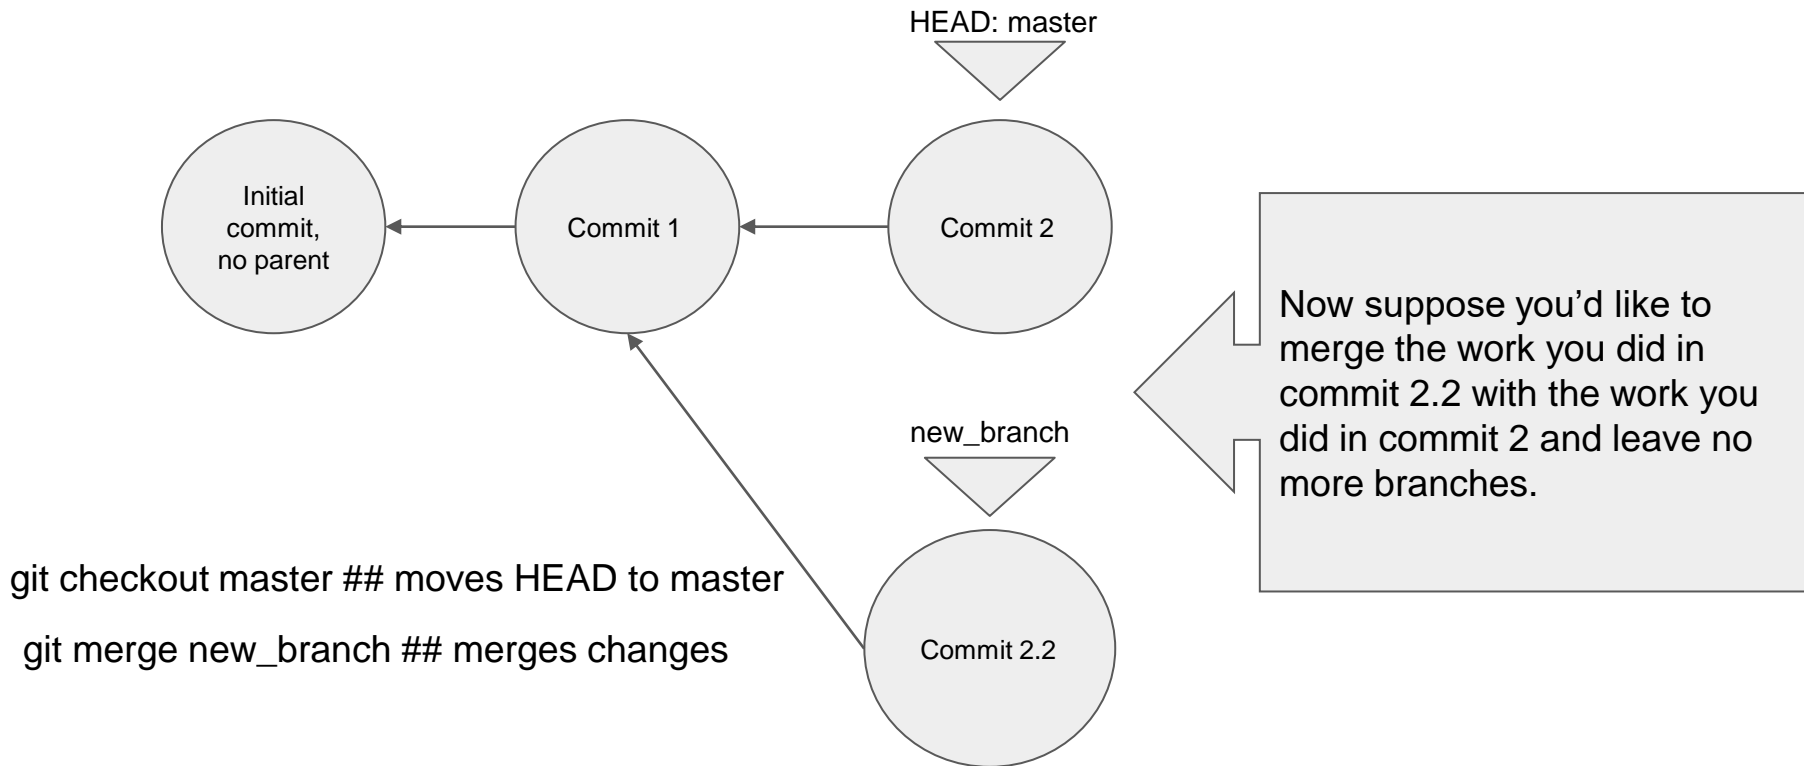 HEAD: master
Initial
commit,
no parent
Commit 1
Commit 2
Now suppose you’d like to
merge the work you did in
commit 2.2 with the work you
did in commit 2 and leave no
more branches.
new_branch
git checkout master ## moves HEAD to master
git merge new_branch ## merges changes
Commit 2.2